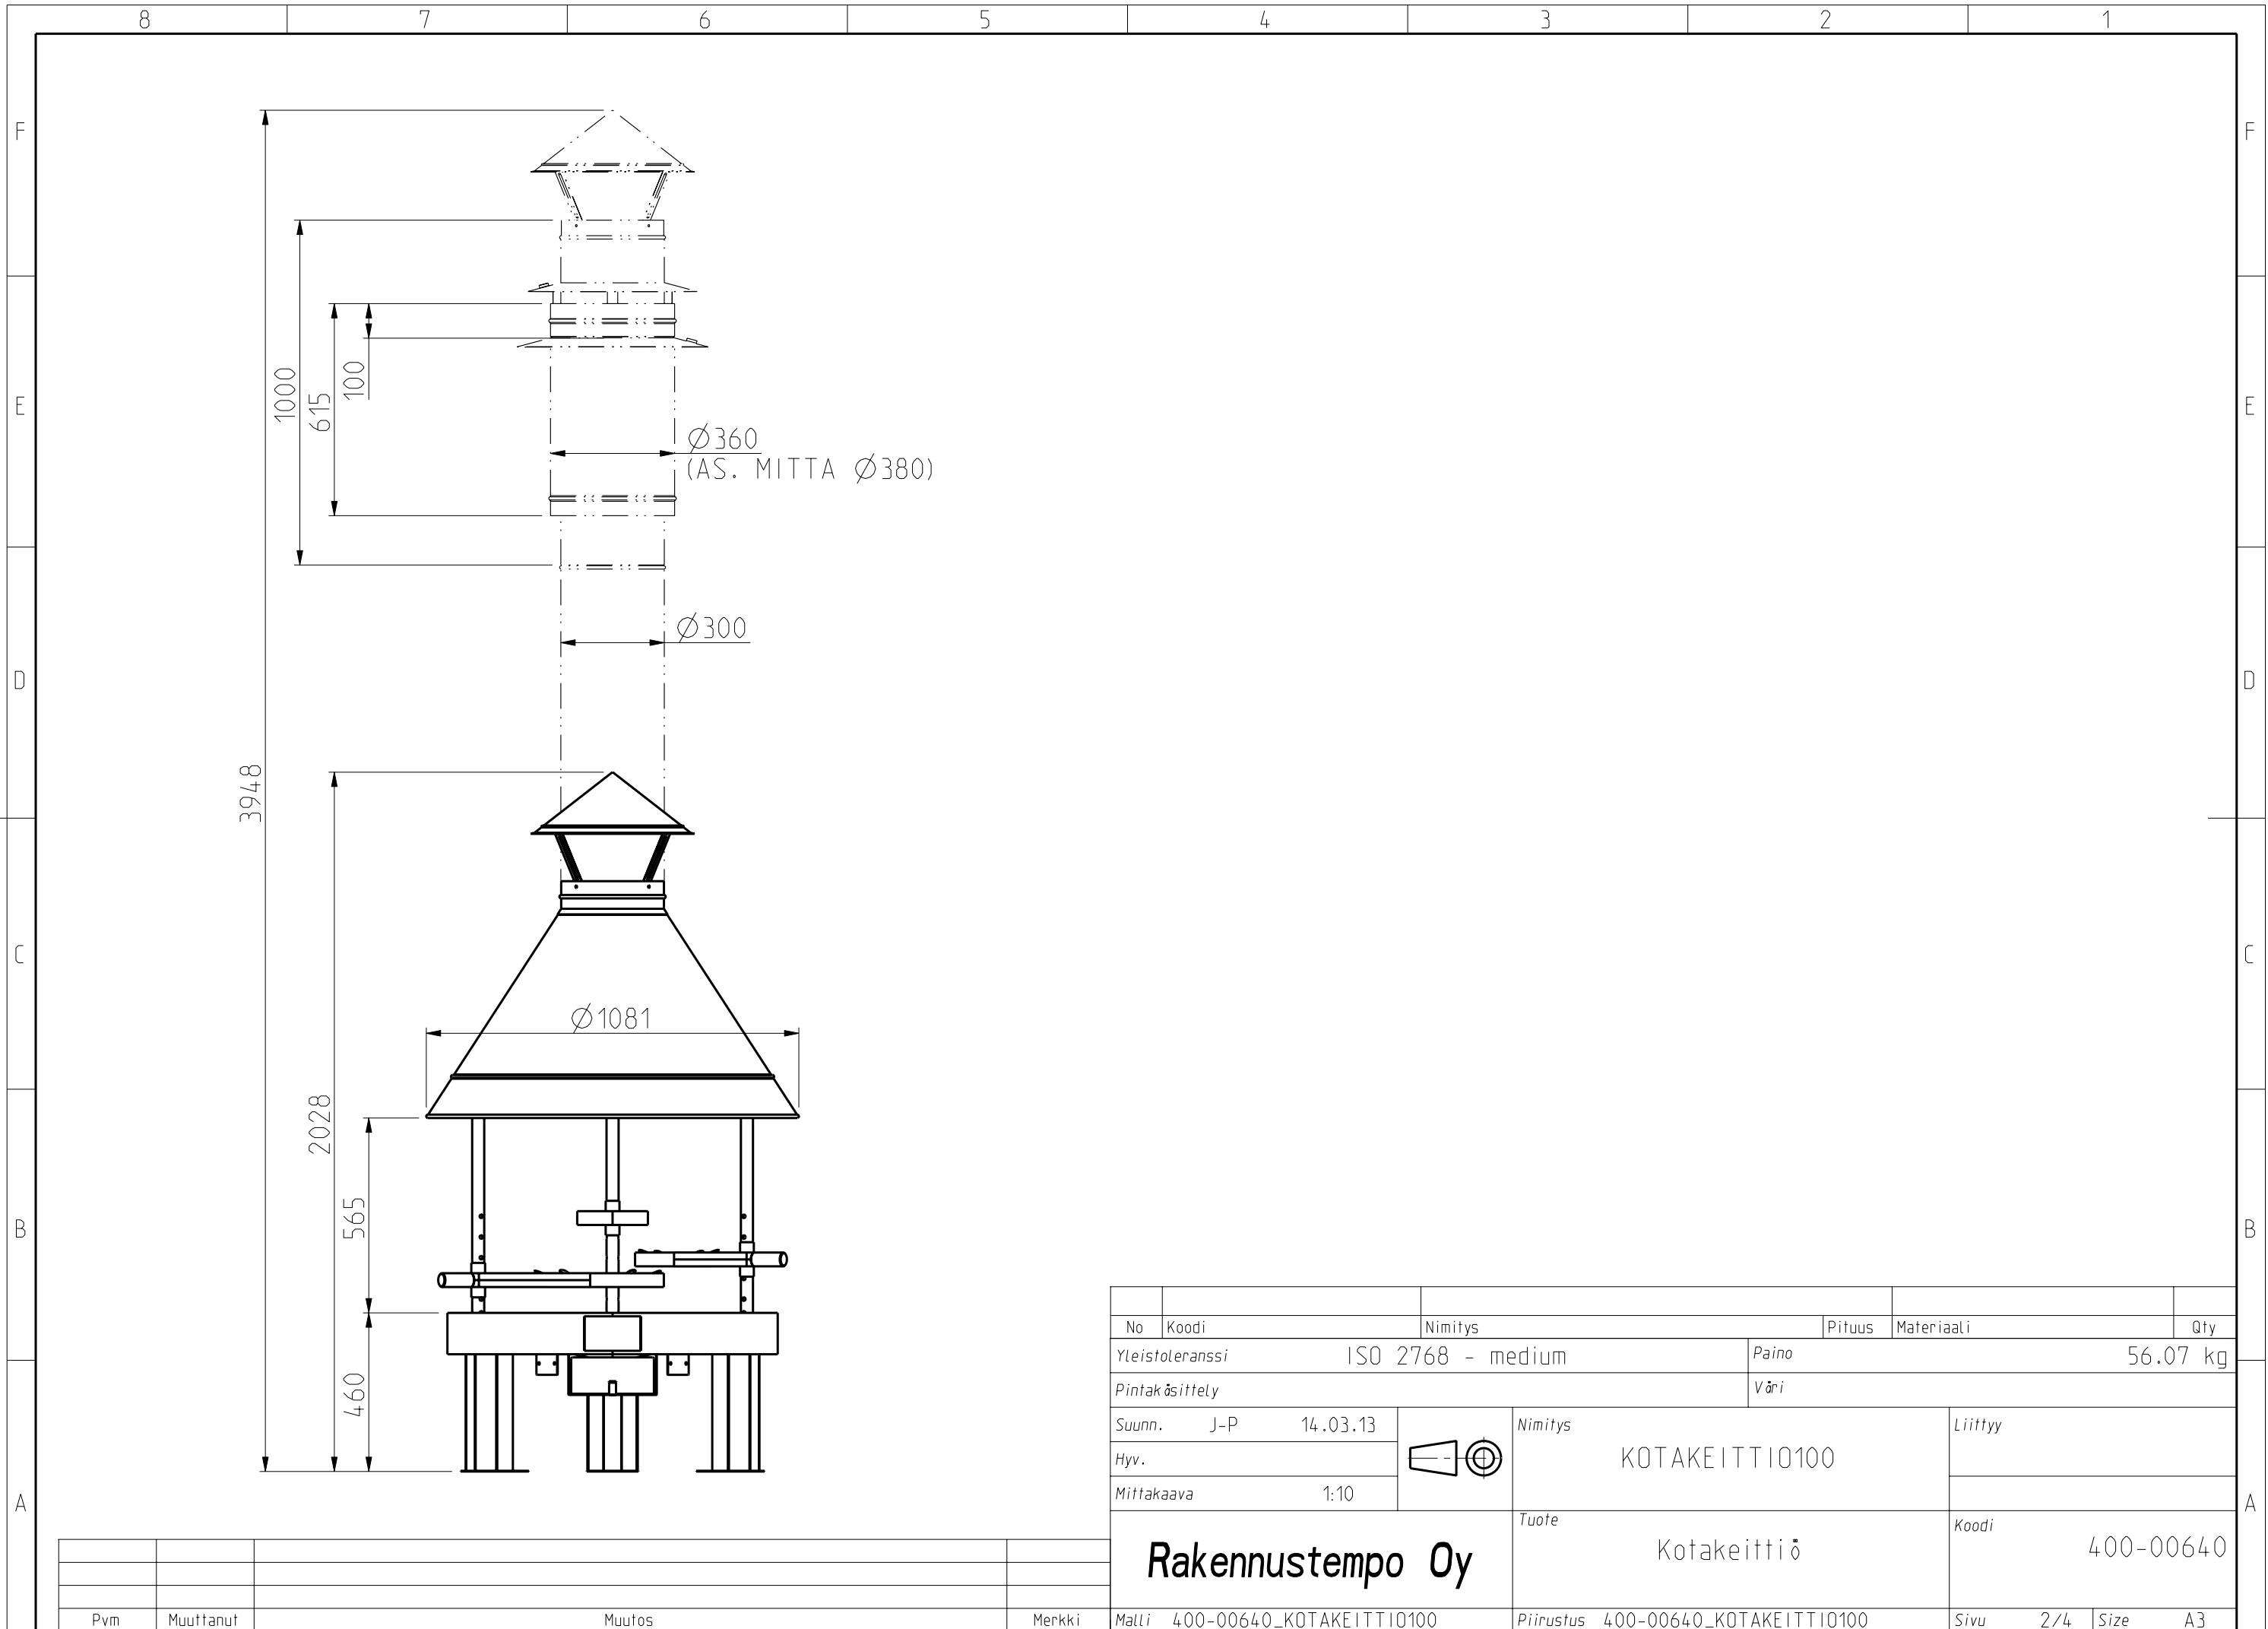 8 7 6 5 4 3 2 1
F F
E E
D D
C C
B B
A A
3948
1000
615
100
Ø360
(AS. MITTA Ø380)
Ø300
2028
Ø1081
565
460
No Koodi Nimitys Pituus Materiaali Qty
Yleistoleranssi ISO 2768 - medium Paino 56.07 kg
Pintakäsittely Väri
Suunn. J-P 14.03.13 Nimitys Liittyy
KOTAKEITTIO100
Hyv.
Mittakaava 1:10
Rakennustempo Oy
Tuote Koodi
Kotakeittiö 400-00640
Pvm Muuttanut Muutos Merkki
Malli 400-00640_KOTAKEITTIO100 Piirustus 400-00640_KOTAKEITTIO100 Sivu 2/4 Size A3